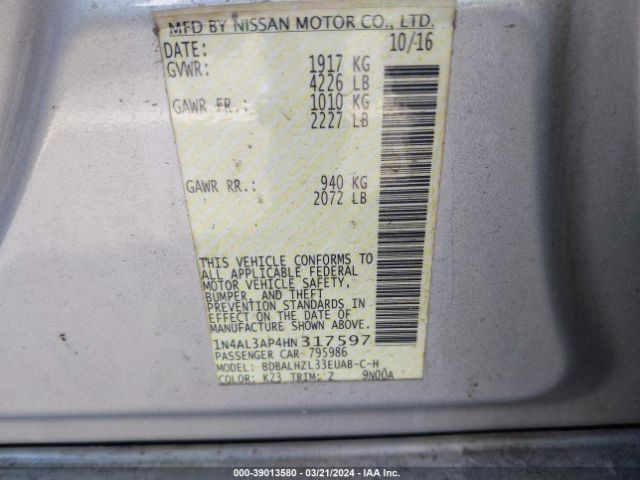 MFD BY NISSAN MOTOR CO., LTD.
DATE: 10/16
GVWR: 1917 KG
4226 LB
GAWR FR.: 1010 KG
2227 LB
GAWR RR.: 940 KG
2072 LB
THIS VEHICLE CONFORMS TO
ALL APPLICABLE FEDERAL
MOTOR VEHICLE SAFETY,
BUMPER, AND THEFT
PREVENTION STANDARDS IN
EFFECT ON THE DATE OF
MANUFACTURE SHOWN ABOVE.
1N4AL3AP4HN317597
PASSENGER CAR 795986
MODEL: BDBALHZL33EUAB-C-H
COLOR: K23 TRIM: Z 9N00A
000-39013580 / 03/21/2024 / IAA Inc.